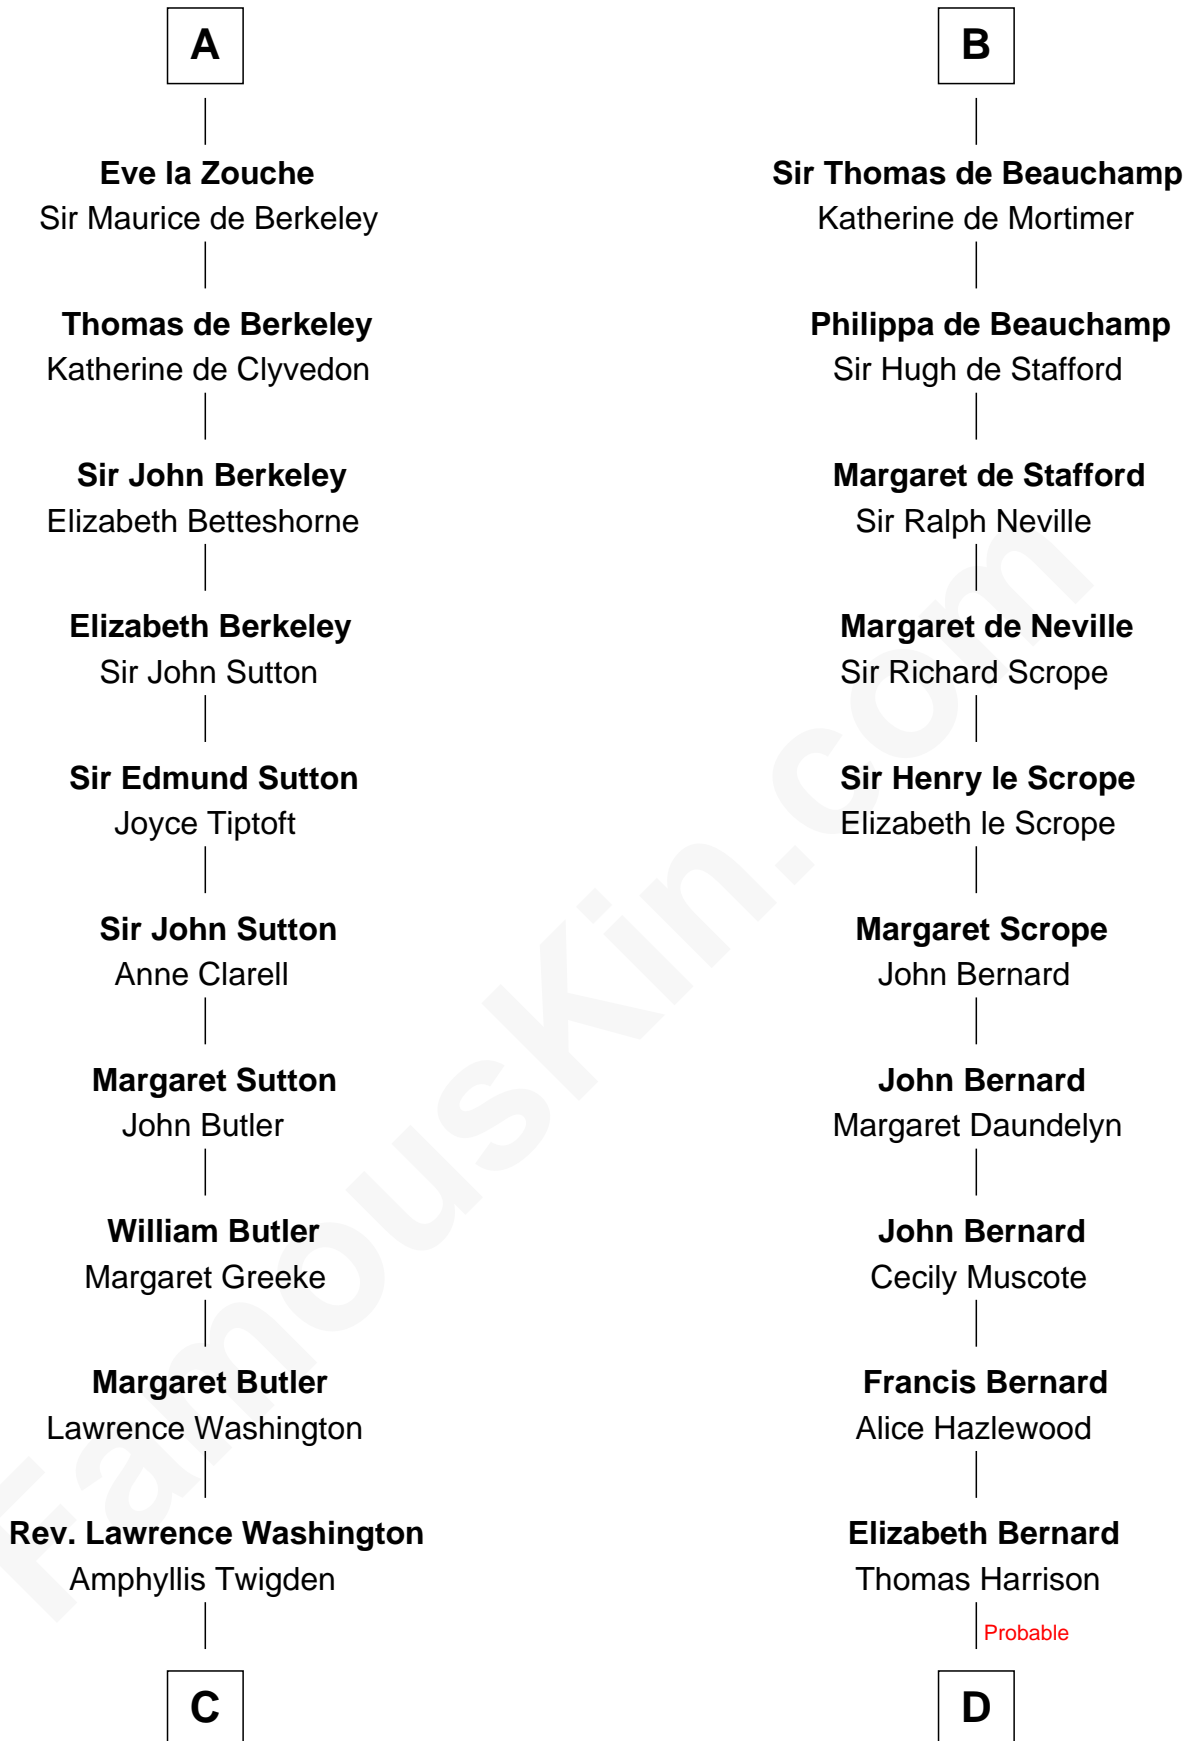 A
Eve la Zouche
Sir Maurice de Berkeley
Thomas de Berkeley
Katherine de Clyvedon
Sir John Berkeley
Elizabeth Betteshorne
Elizabeth Berkeley
Sir John Sutton
Sir Edmund Sutton
Joyce Tiptoft
Sir John Sutton
Anne Clarell
Margaret Sutton
John Butler
William Butler
Margaret Greeke
Margaret Butler
Lawrence Washington
Rev. Lawrence Washington
Amphyllis Twigden
C
B
Sir Thomas de Beauchamp
Katherine de Mortimer
Philippa de Beauchamp
Sir Hugh de Stafford
Margaret de Stafford
Sir Ralph Neville
Margaret de Neville
Sir Richard Scrope
Sir Henry le Scrope
Elizabeth le Scrope
Margaret Scrope
John Bernard
John Bernard
Margaret Daundelyn
John Bernard
Cecily Muscote
Francis Bernard
Alice Hazlewood
Elizabeth Bernard
Thomas Harrison
Probable
D
FamousKin.com